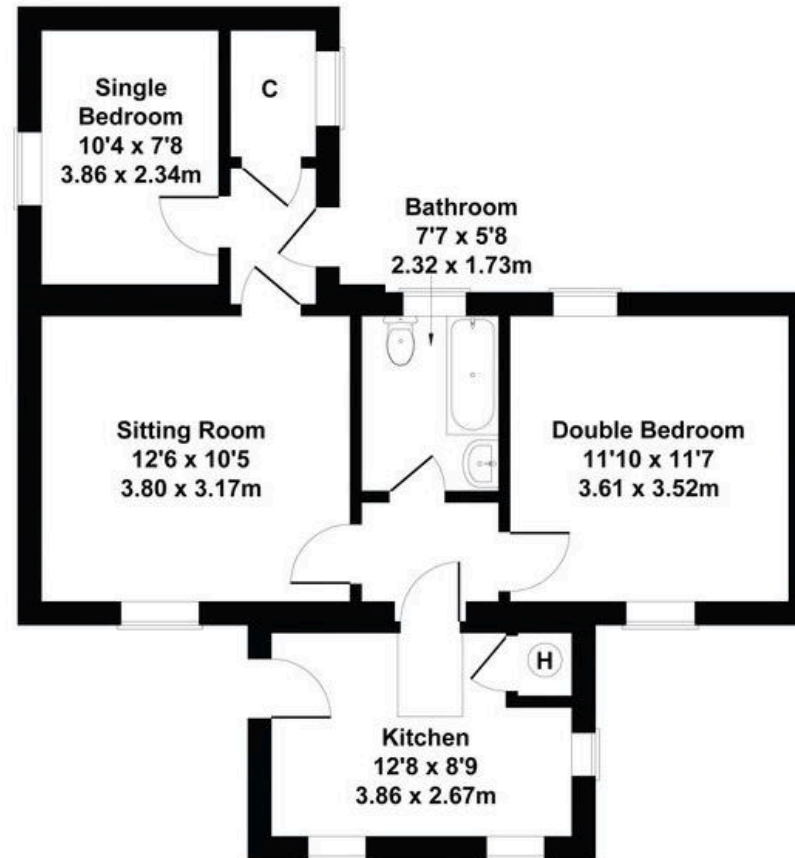 Single
Bedroom
10'4 x 7'8
3.86 x 2.34m
C
Bathroom
7'7 x 5'8
2.32 x 1.73m
Sitting Room
12'6 x 10'5
3.80 x 3.17m
Double Bedroom
11'10 x 11'7
3.61 x 3.52m
H
Kitchen
12'8 x 8'9
3.86 x 2.67m